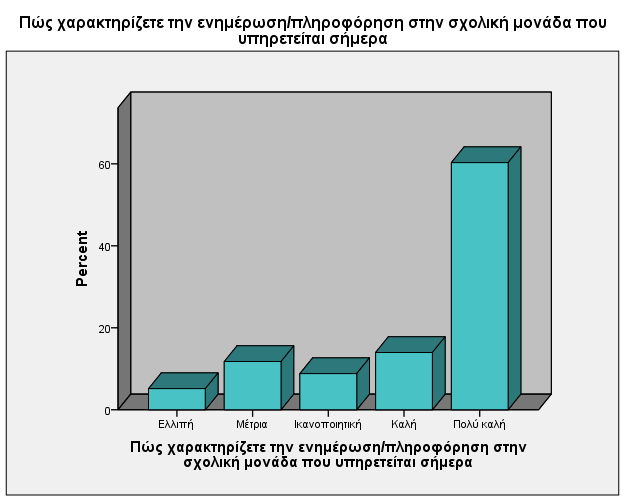 Πώς χαρακτηρίζετε την ενημέρωση/πληροφόρηση στην σχολική μονάδα που
υπηρετείται σήμερα
Percent
60
40
20
0
Ελλιπή
Μέτρια
Ικανοποιητική
Καλή
Πολύ καλή
Πώς χαρακτηρίζετε την ενημέρωση/πληροφόρηση στην
σχολική μονάδα που υπηρετείται σήμερα